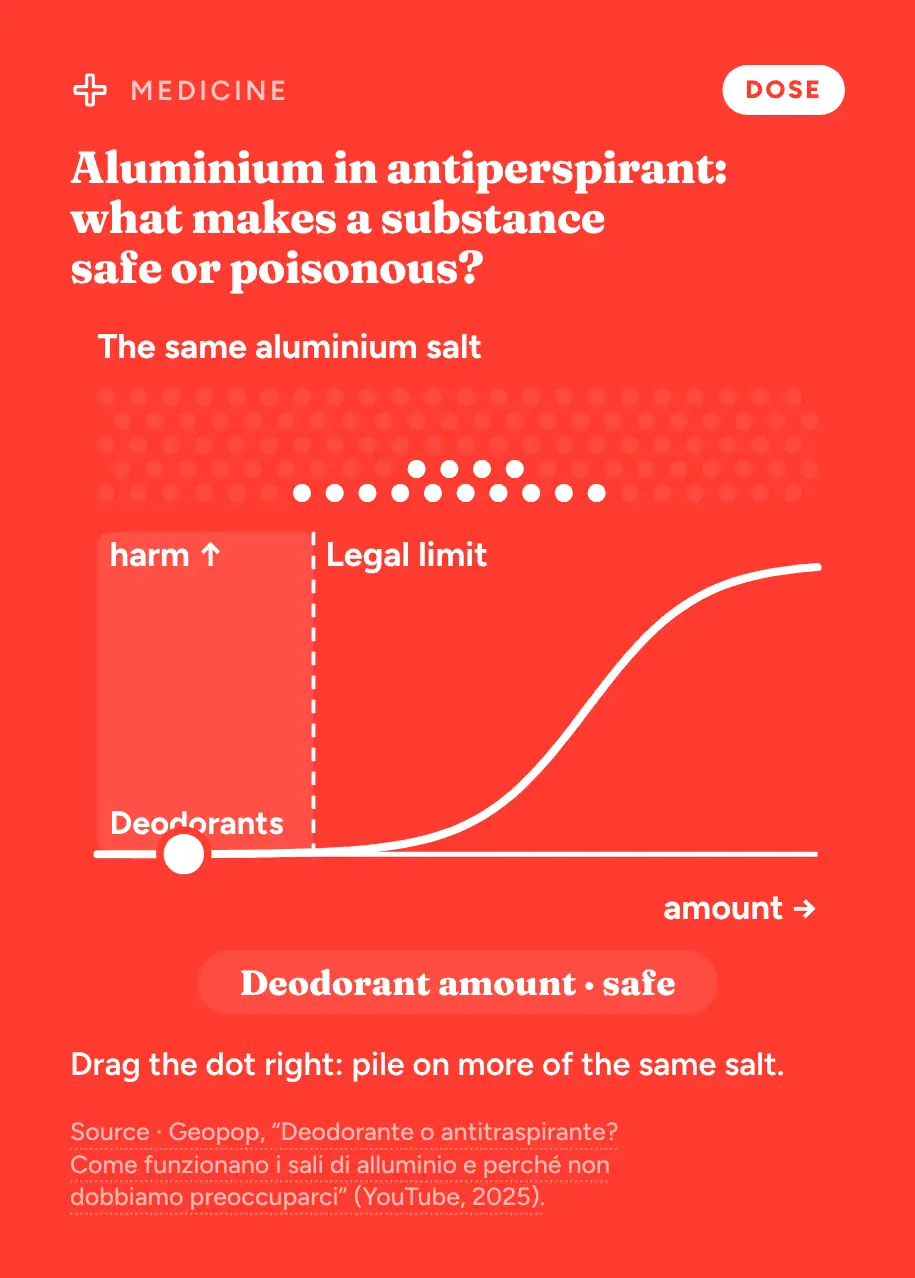 MEDICINE
DOSE
Aluminium in antiperspirant:
what makes a substance
safe or poisonous?
The same aluminium salt
harm ↑
Legal limit
Deodorants
amount →
Deodorant amount · safe
Drag the dot right: pile on more of the same salt.
Source · Geopop, “Deodorante o antitraspirante?
Come funzionano i sali di alluminio e perché non
dobbiamo preoccuparci” (YouTube, 2025).